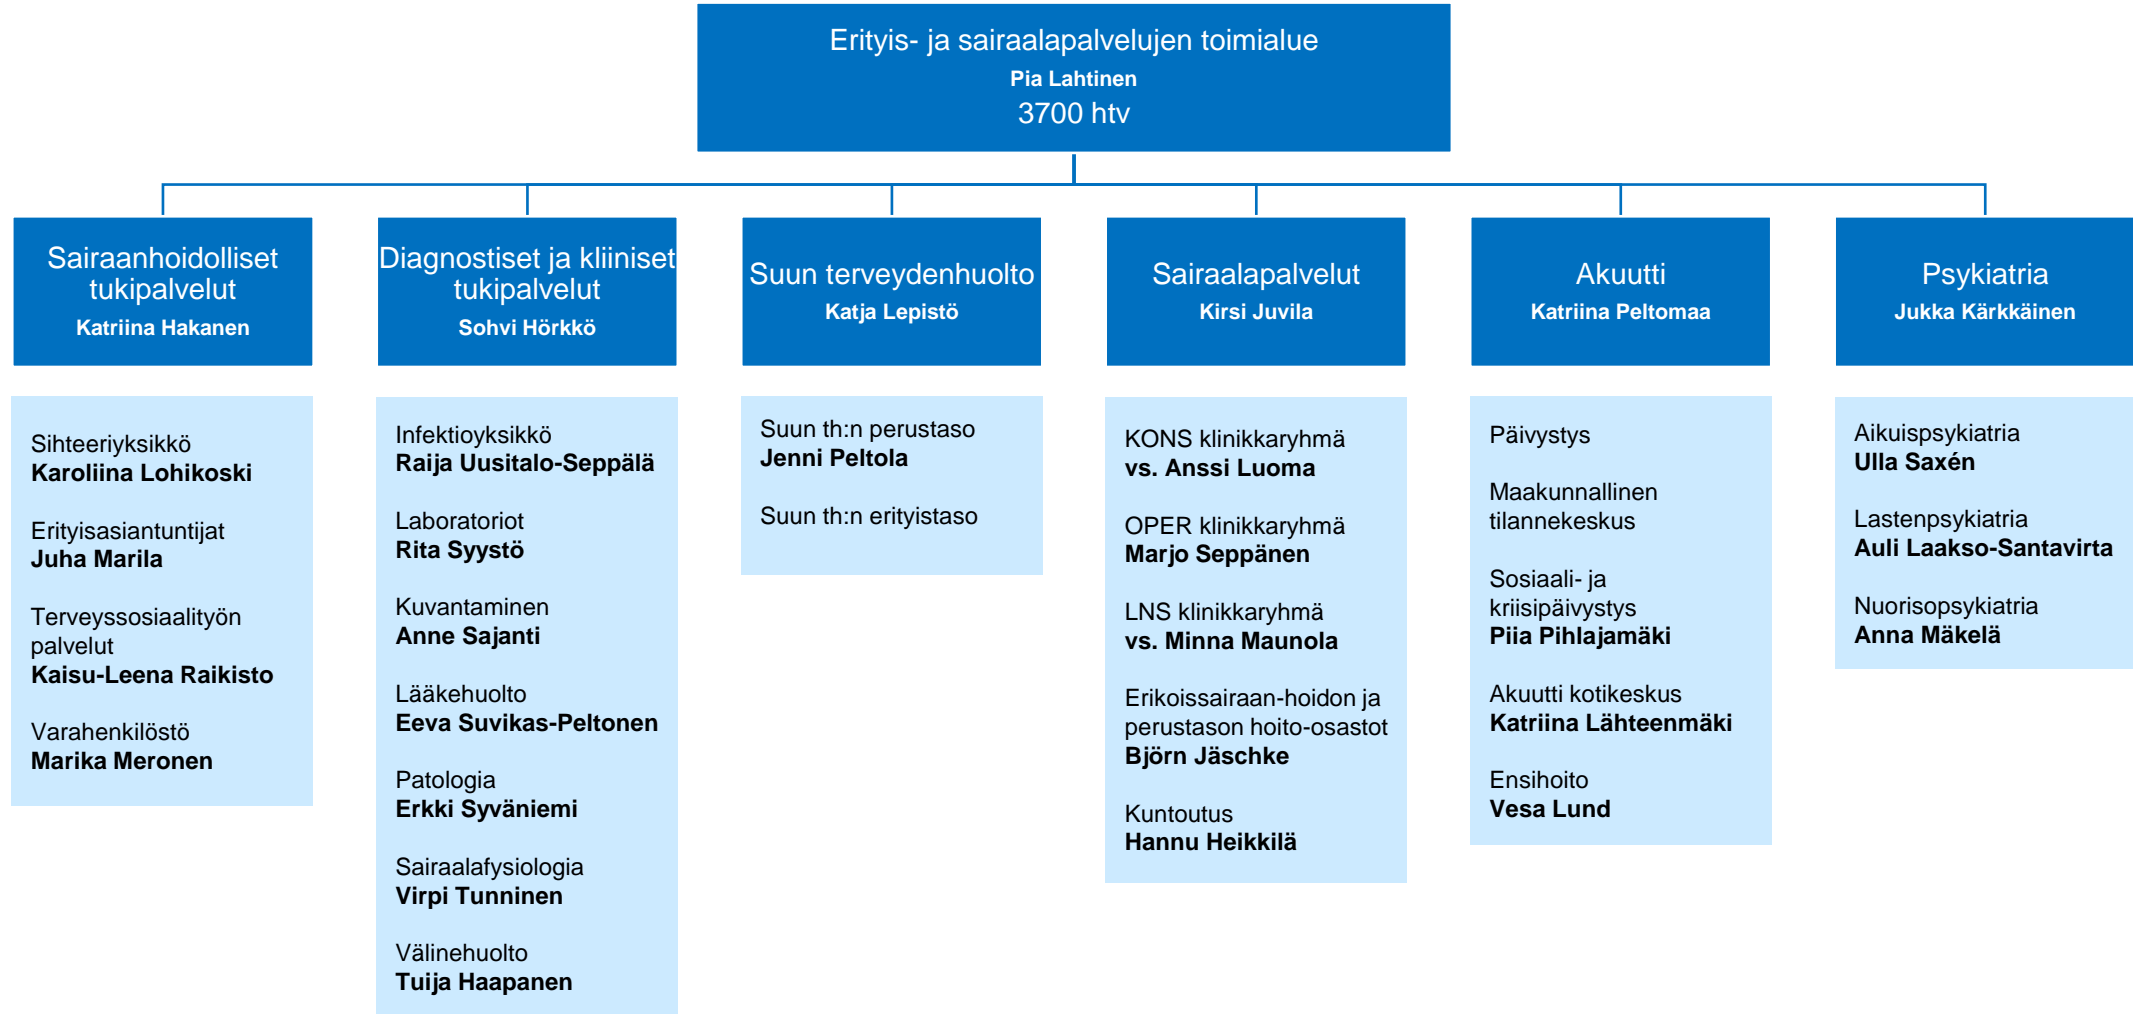 Erityis- ja sairaalapalvelujen toimialue
Pia Lahtinen
3700 htv
Sairaanhoidolliset
tukipalvelut
Katriina Hakanen
Sihteeriyksikkö
Karoliina Lohikoski
Erityisasiantuntijat
Juha Marila
Terveyssosiaalityön
palvelut
Kaisu-Leena Raikisto
Varahenkilöstö
Marika Meronen
Diagnostiset ja kliiniset
tukipalvelut
Sohvi Hörkkö
Infektioyksikkö
Raija Uusitalo-Seppälä
Laboratoriot
Rita Syystö
Kuvantaminen
Anne Sajanti
Lääkehuolto
Eeva Suvikas-Peltonen
Patologia
Erkki Syväniemi
Sairaalafysiologia
Virpi Tunninen
Välinehuolto
Tuija Haapanen
Suun terveydenhuolto
Katja Lepistö
Suun th:n perustaso
Jenni Peltola
Suun th:n erityistaso
Sairaalapalvelut
Kirsi Juvila
KONS klinikkaryhmä
vs. Anssi Luoma
OPER klinikkaryhmä
Marjo Seppänen
LNS klinikkaryhmä
vs. Minna Maunola
Erikoissairaan-hoidon ja
perustason hoito-osastot
Björn Jäschke
Kuntoutus
Hannu Heikkilä
Akuutti
Katriina Peltomaa
Päivystys
Maakunnallinen
tilannekeskus
Sosiaali- ja
kriisipäivystys
Piia Pihlajamäki
Akuutti kotikeskus
Katriina Lähteenmäki
Ensihoito
Vesa Lund
Psykiatria
Jukka Kärkkäinen
Aikuispsykiatria
Ulla Saxén
Lastenpsykiatria
Auli Laakso-Santavirta
Nuorisopsykiatria
Anna Mäkelä